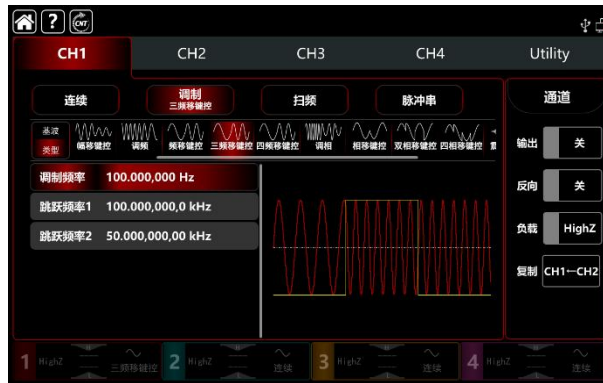 ? CNT
CH1 CH2 CH3 CH4 Utility
连续 调制 三频移键控 扫频 脉冲串 通道
基波 类型 幅移键控 调频 频移键控 三频移键控 四频移键控 调相 相移键控 双相移键控 四相移键控
输出 关
调制频率 100.000,000 Hz
跳跃频率1 100.000,000,0 kHz
反向 关
跳跃频率2 50.000,000,00 kHz
负载 HighZ
复制 CH1←CH2
1 HighZ 三频移键控 2 HighZ 连续 3 HighZ 连续 4 HighZ 连续